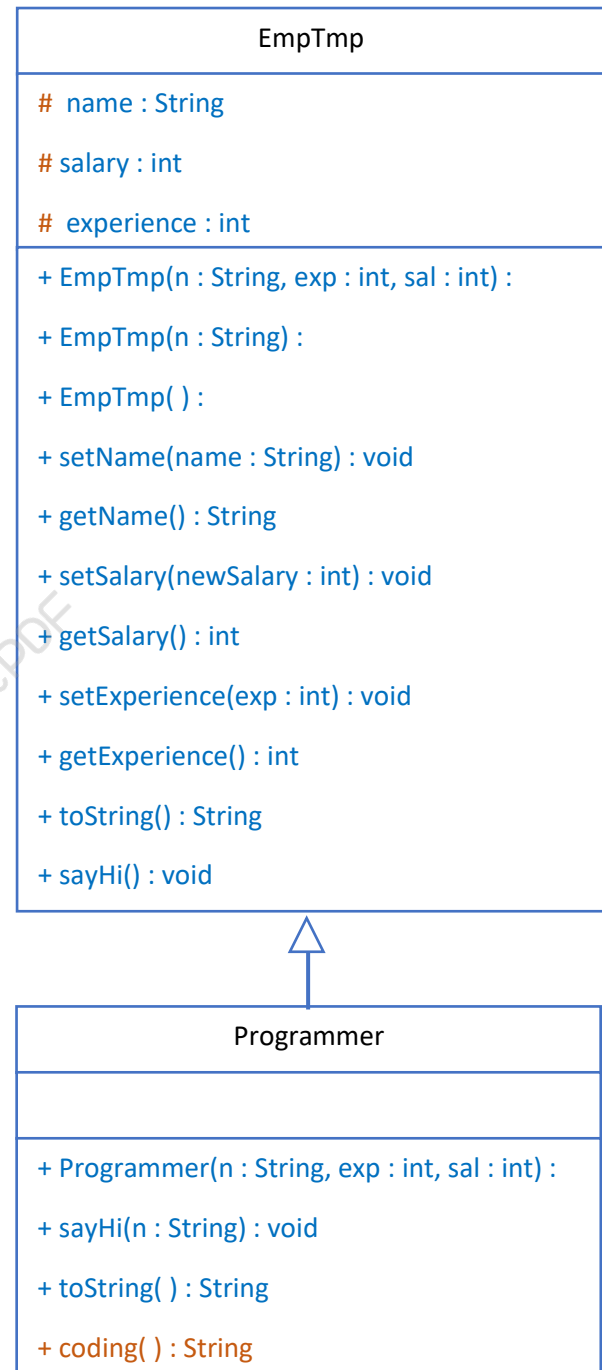 EmpTmp
# name : String
# salary : int
# experience : int
+ EmpTmp(n : String, exp : int, sal : int) :
+ EmpTmp(n : String) :
+ EmpTmp( ) :
+ setName(name : String) : void
+ getName() : String
+ setSalary(newSalary : int) : void
+ getSalary() : int
+ setExperience(exp : int) : void
+ getExperience() : int
+ toString() : String
+ sayHi() : void
Programmer
+ Programmer(n : String, exp : int, sal : int) :
+ sayHi(n : String) : void
+ toString( ) : String
+ coding( ) : String